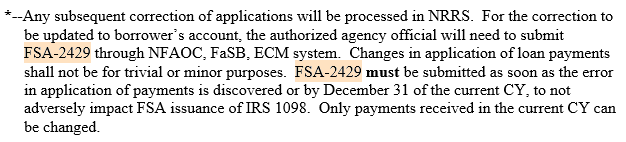 *--Any subsequent correction of applications will be processed in NRRS.  For the correction to
be updated to borrower's account, the authorized agency official will need to submit
FSA-2429 through NFAOC, FaSB, ECM system.  Changes in application of loan payments
shall not be for trivial or minor purposes.  FSA-2429 must be submitted as soon as the error
in application of payments is discovered or by December 31 of the current CY, to not
adversely impact FSA issuance of IRS 1098.  Only payments received in the current CY can
be changed.